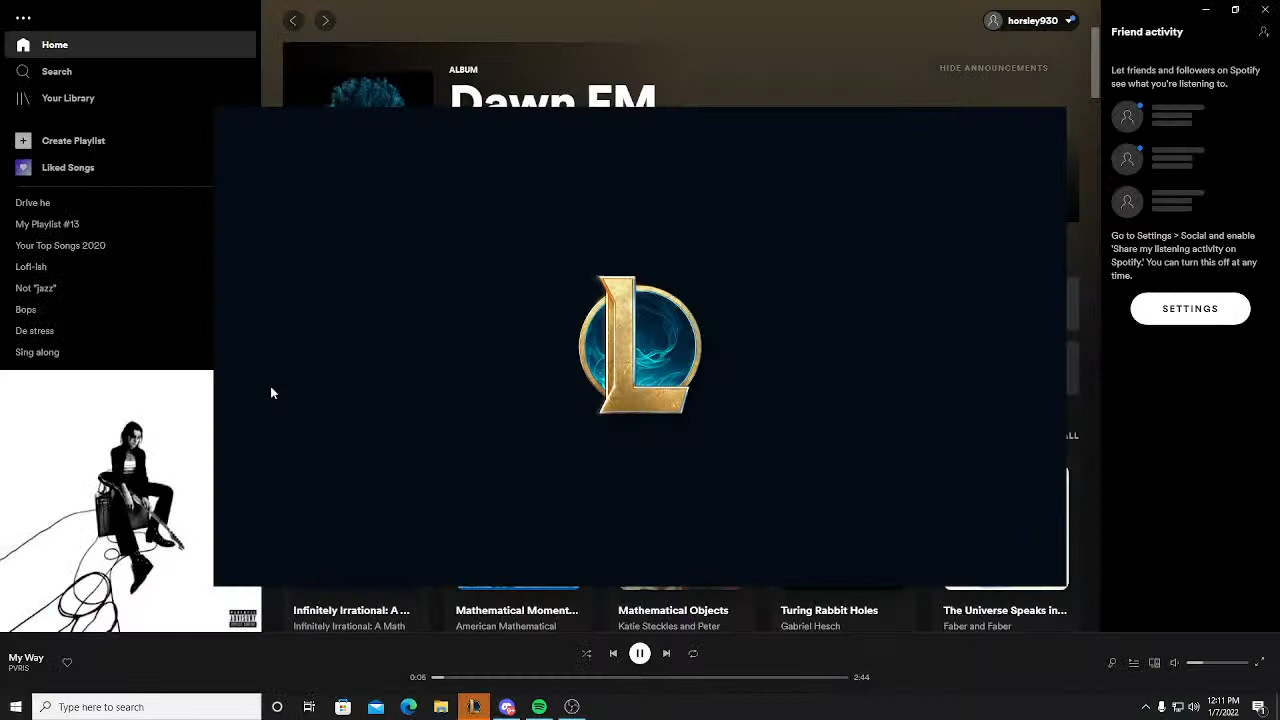 Home
Search
Your Library
Create Playlist
Liked Songs
Drive he
My Playlist #13
Your Top Songs 2020
Lofi-ish
Not "jazz"
Bops
De stress
Sing along
My Way
PVRIS
horsley930
HIDE ANNOUNCEMENTS
ALBUM
Dawn FM
L
ALL
Infinitely Irrational: A ...
Infinitely Irrational: A Math
Mathematical Moment...
American Mathematical
Mathematical Objects
Katie Steckles and Peter
Turing Rabbit Holes
Gabriel Hesch
The Universe Speaks in...
Faber and Faber
0:06
2:44
Friend activity
Let friends and followers on Spotify
see what you're listening to.
Go to Settings > Social and enable
'Share my listening activity on
Spotify.' You can turn this off at any
time.
SETTINGS
Type here to search
12:11 PM
1/7/2022